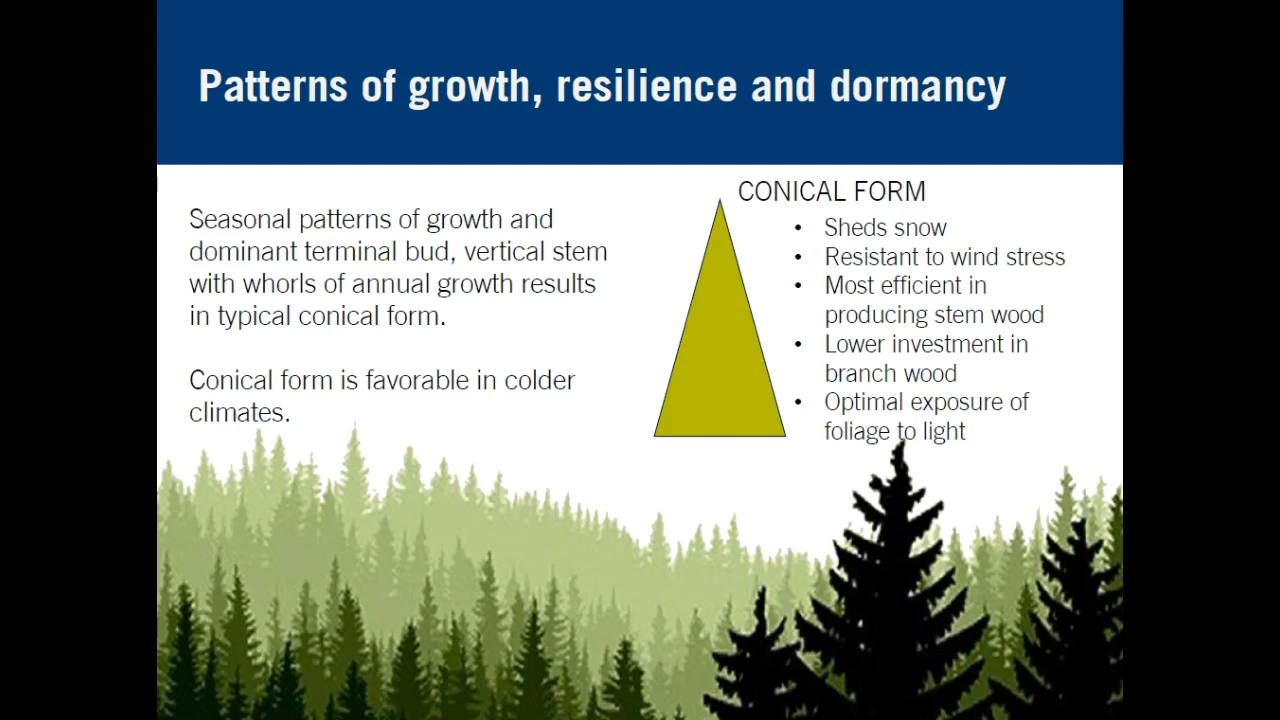 Patterns of growth, resilience and dormancy
Seasonal patterns of growth and
dominant terminal bud, vertical stem
with whorls of annual growth results
in typical conical form.
Conical form is favorable in colder
climates.
CONICAL FORM
• Sheds snow
• Resistant to wind stress
• Most efficient in
producing stem wood
• Lower investment in
branch wood
• Optimal exposure of
foliage to light